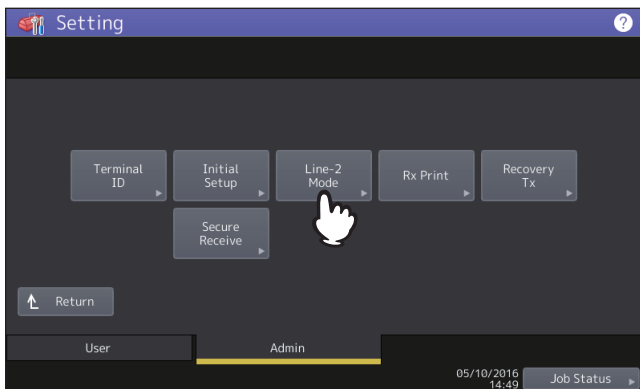 Setting
?
Terminal
ID
Initial
Setup
Line-2
Mode
Rx Print
Recovery
Tx
Secure
Receive
Return
User
Admin
05/10/2016
14:49
Job Status